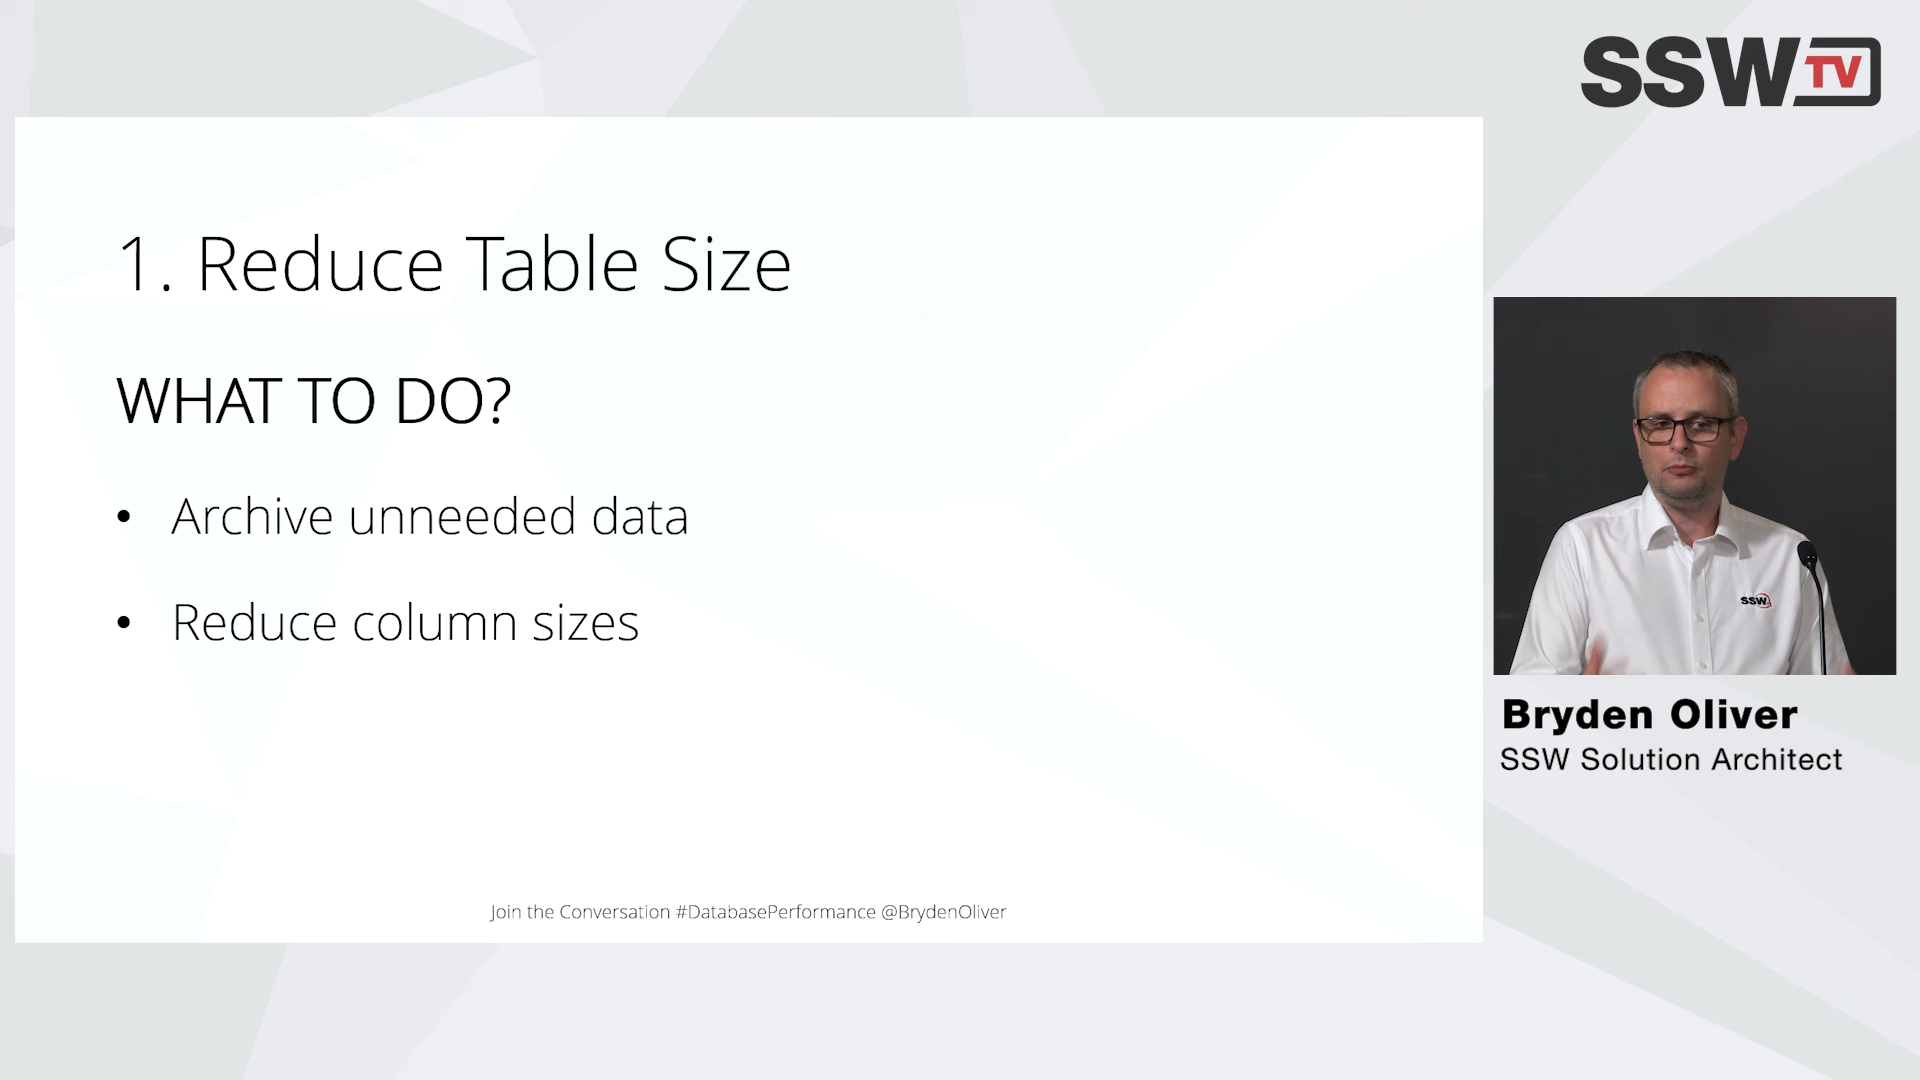 SSW TV
1. Reduce Table Size
WHAT TO DO?
• Archive unneeded data
• Reduce column sizes
Join the Conversation #DatabasePerformance @BrydenOliver
SSW
Bryden Oliver
SSW Solution Architect